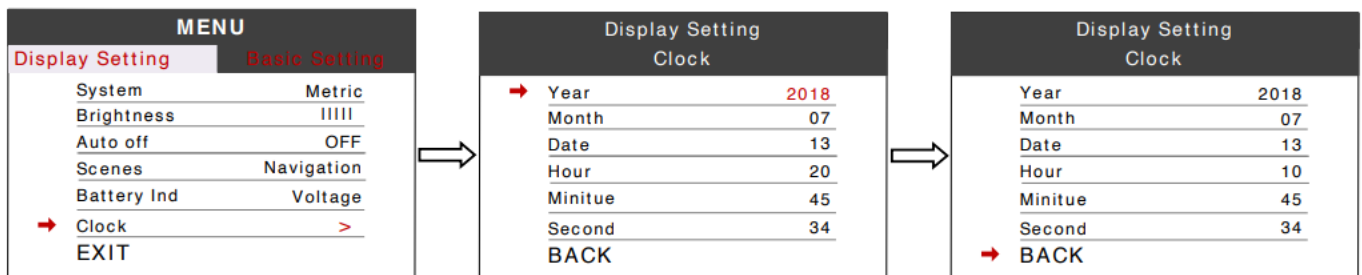 MENU
Display Setting Basic Setting
System Metric
Brightness IIIII
Auto off OFF
Scenes Navigation
Battery Ind Voltage
Clock >
EXIT
Display Setting
Clock
Year 2018
Month 07
Date 13
Hour 20
Minitue 45
Second 34
BACK
Display Setting
Clock
Year 2018
Month 07
Date 13
Hour 10
Minitue 45
Second 34
BACK